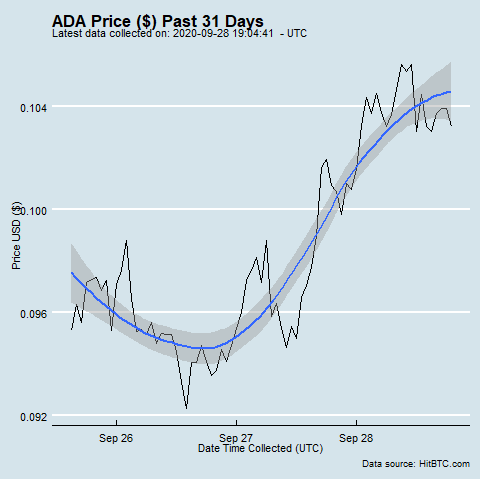 ADA Price ($) Past 31 Days
Latest data collected on: 2020-09-28 19:04:41 - UTC
Price USD ($)
0.104
0.100
0.096
0.092
Sep 26
Sep 27
Sep 28
Date Time Collected (UTC)
Data source: HitBTC.com